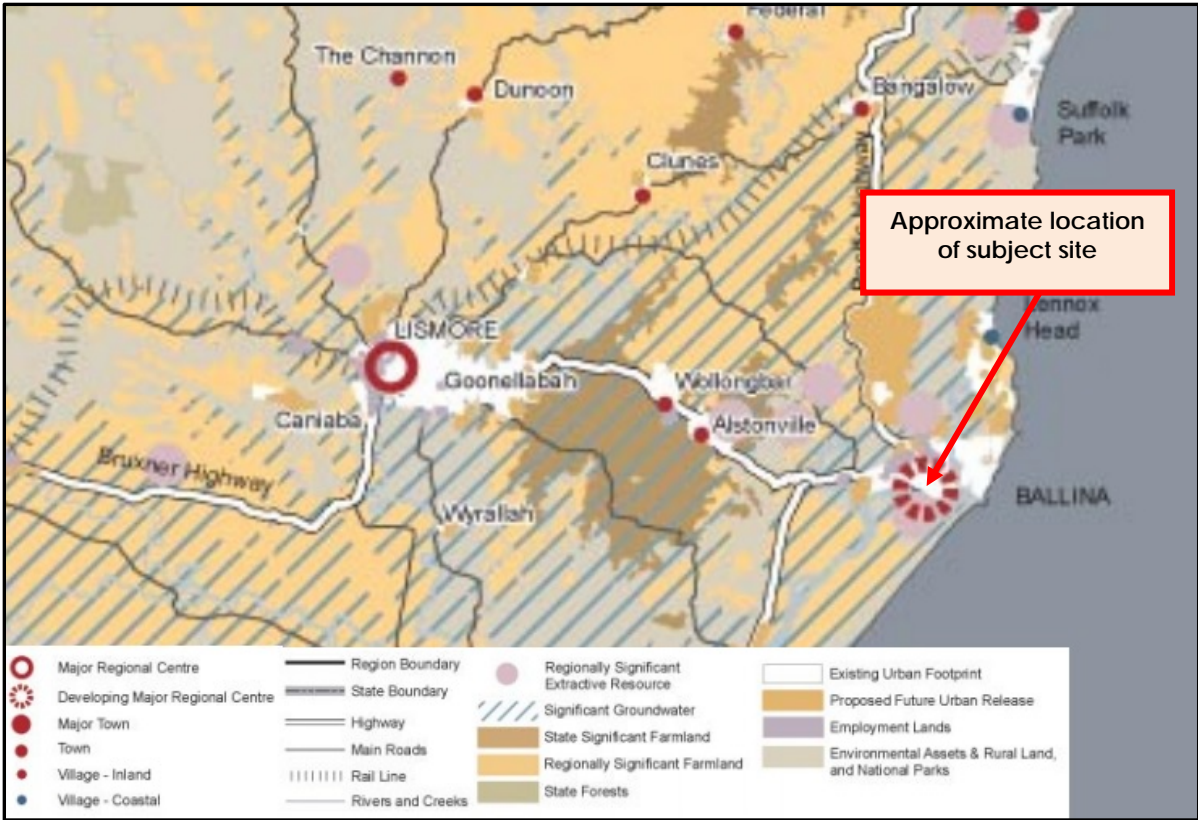 Federal
The Channon
Dunoon
Bangalow
Suffolk
Park
Clunes
Approximate location
of subject site
Lennox
Head
LISMORE
Goonellabah
Wollongbar
Caniaba
Alstonville
Bruxner Highway
BALLINA
Wyrallah
Major Regional Centre
Developing Major Regional Centre
Major Town
Town
Village - Inland
Village - Coastal
Region Boundary
State Boundary
Highway
Main Roads
Rail Line
Rivers and Creeks
Regionally Significant
Extractive Resource
Significant Groundwater
State Significant Farmland
Regionally Significant Farmland
State Forests
Existing Urban Footprint
Proposed Future Urban Release
Employment Lands
Environmental Assets & Rural Land,
and National Parks